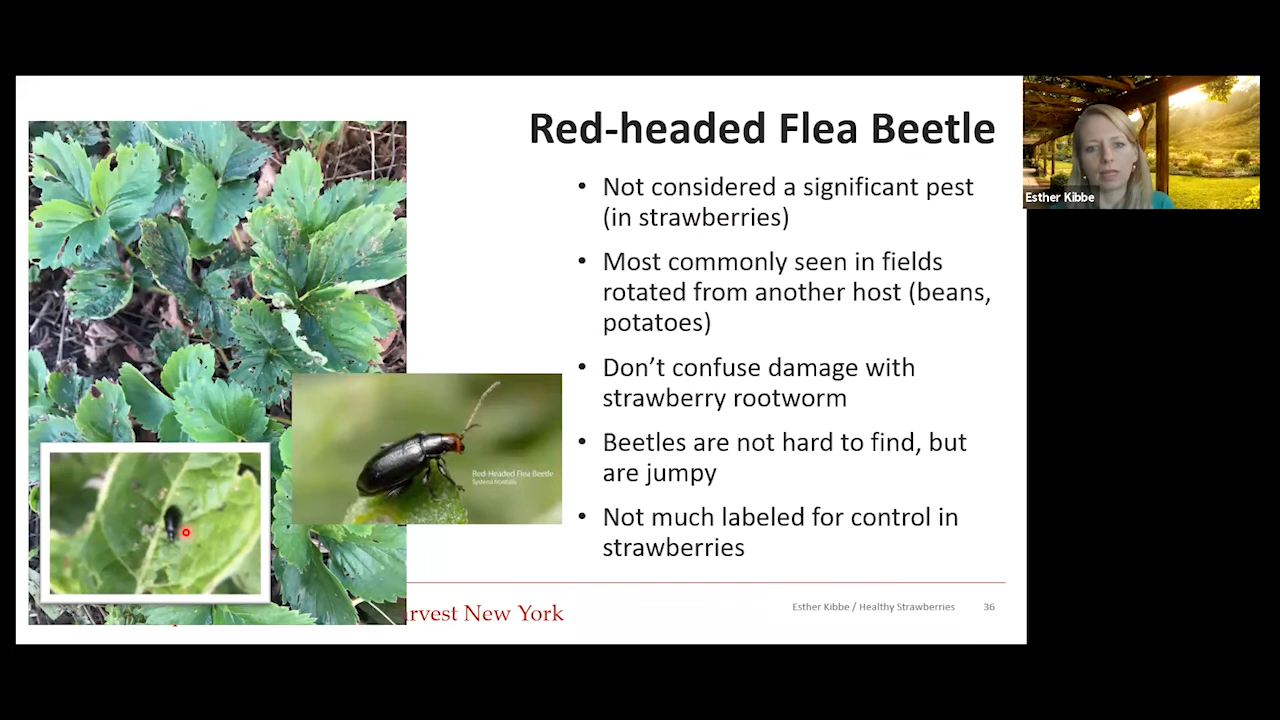 Red-headed Flea Beetle
• Not considered a significant pest
(in strawberries)
• Most commonly seen in fields
rotated from another host (beans,
potatoes)
• Don’t confuse damage with
strawberry rootworm
• Beetles are not hard to find, but
are jumpy
• Not much labeled for control in
strawberries
Red-Headed Flea Beetle
Systena frontalis
rvest New York
Esther Kibbe / Healthy Strawberries
36
Esther Kibbe